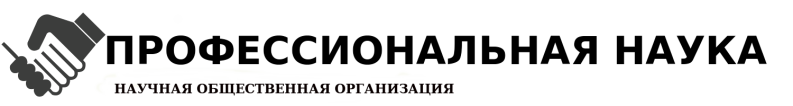 ПРОФЕССИОНАЛЬНАЯ НАУКА
НАУЧНАЯ ОБЩЕСТВЕННАЯ ОРГАНИЗАЦИЯ